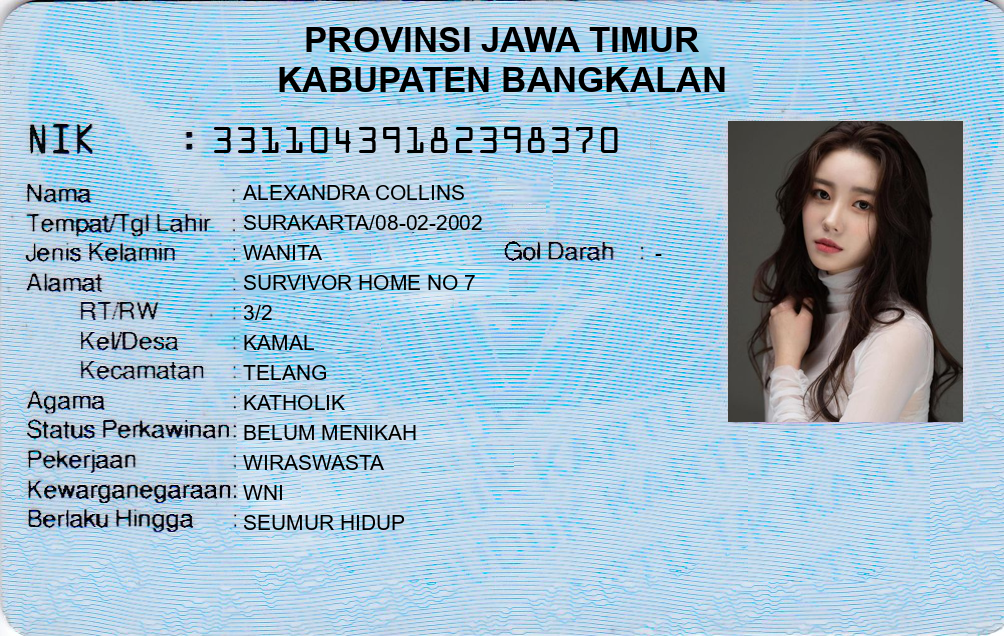 PROVINSI JAWA TIMUR
KABUPATEN BANGKALAN
NIK : 33110439182398370
Nama : ALEXANDRA COLLINS
Tempat/Tgl Lahir : SURAKARTA/08-02-2002
Jenis Kelamin : WANITA Gol Darah : -
Alamat : SURVIVOR HOME NO 7
RT/RW : 3/2
Kel/Desa : KAMAL
Kecamatan : TELANG
Agama : KATHOLIK
Status Perkawinan: BELUM MENIKAH
Pekerjaan : WIRASWASTA
Kewarganegaraan: WNI
Berlaku Hingga : SEUMUR HIDUP